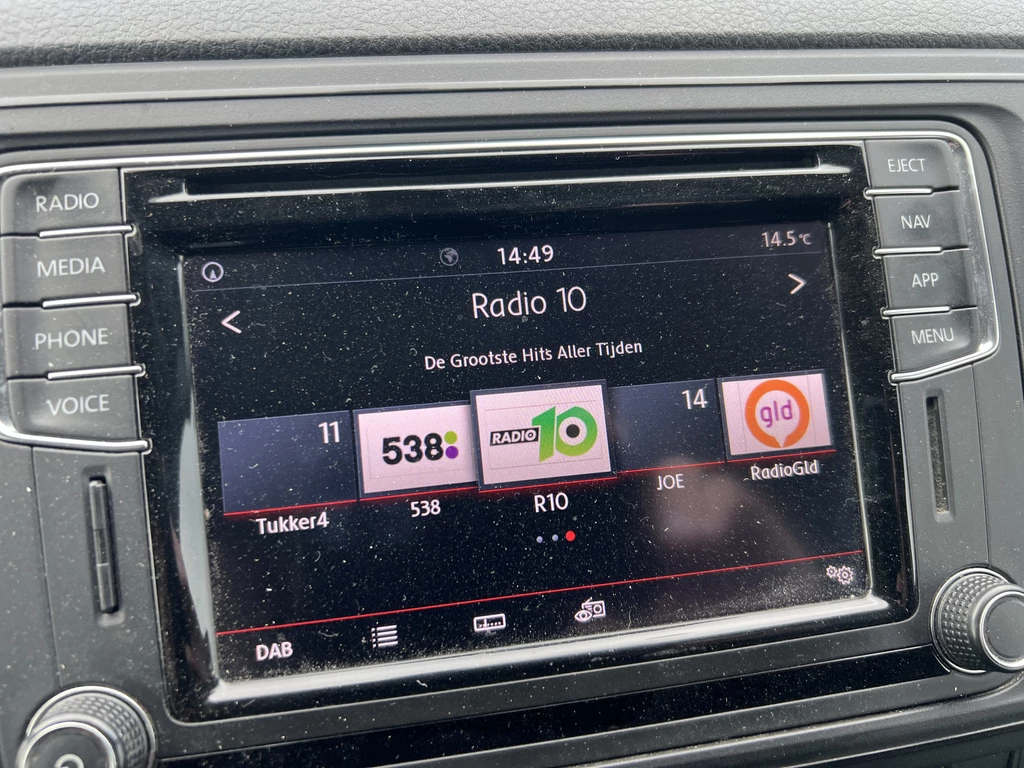 RADIO
MEDIA
PHONE
VOICE
EJECT
NAV
APP
MENU
14:49
14.5°C
< Radio 10 >
De Grootste Hits Aller Tijden
11
538
RADIO 10
14
gld
Tukker4
538
R10
JOE
RadioGld
DAB